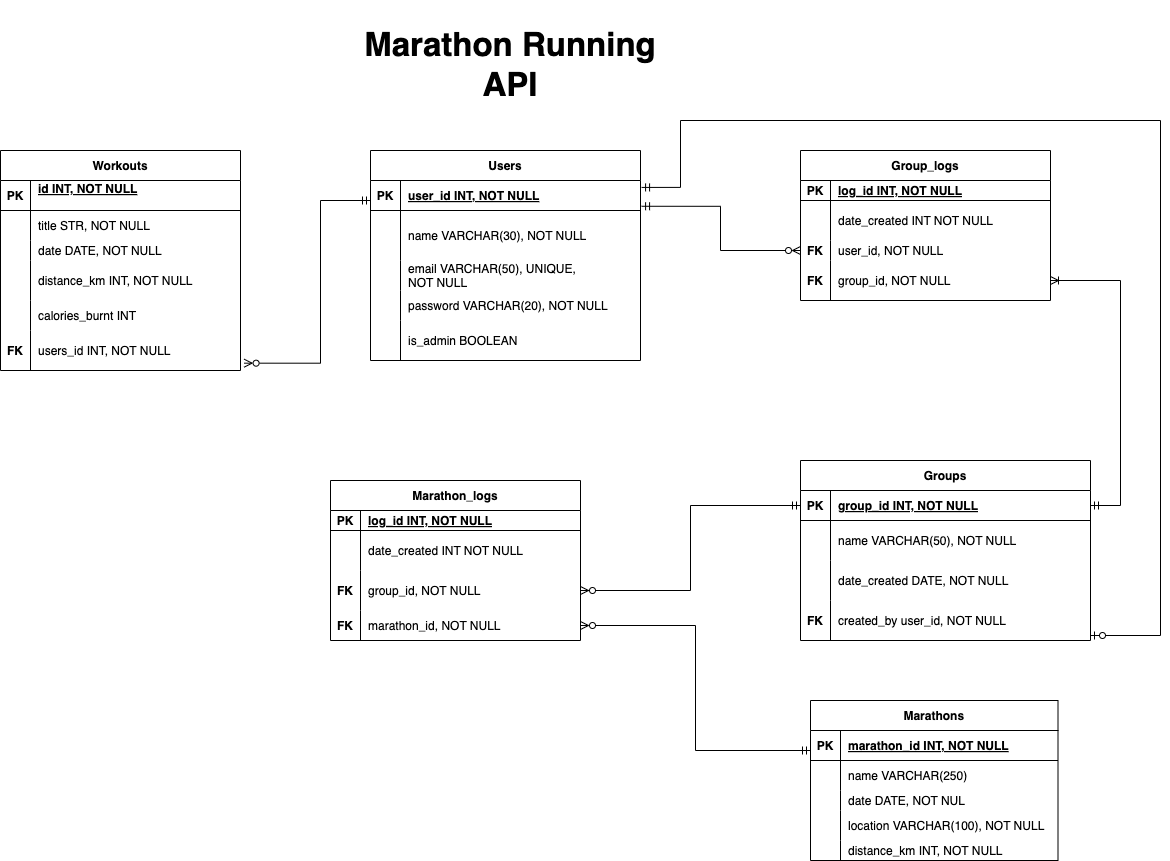 Marathon Running
API
Workouts
PK id INT, NOT NULL
title STR, NOT NULL
date DATE, NOT NULL
distance_km INT, NOT NULL
calories_burnt INT
FK users_id INT, NOT NULL
Users
PK user_id INT, NOT NULL
name VARCHAR(30), NOT NULL
email VARCHAR(50), UNIQUE,
NOT NULL
password VARCHAR(20), NOT NULL
is_admin BOOLEAN
Group_logs
PK log_id INT, NOT NULL
date_created INT NOT NULL
FK user_id, NOT NULL
FK group_id, NOT NULL
Marathon_logs
PK log_id INT, NOT NULL
date_created INT NOT NULL
FK group_id, NOT NULL
FK marathon_id, NOT NULL
Groups
PK group_id INT, NOT NULL
name VARCHAR(50), NOT NULL
date_created DATE, NOT NULL
FK created_by user_id, NOT NULL
Marathons
PK marathon_id INT, NOT NULL
name VARCHAR(250)
date DATE, NOT NUL
location VARCHAR(100), NOT NULL
distance_km INT, NOT NULL